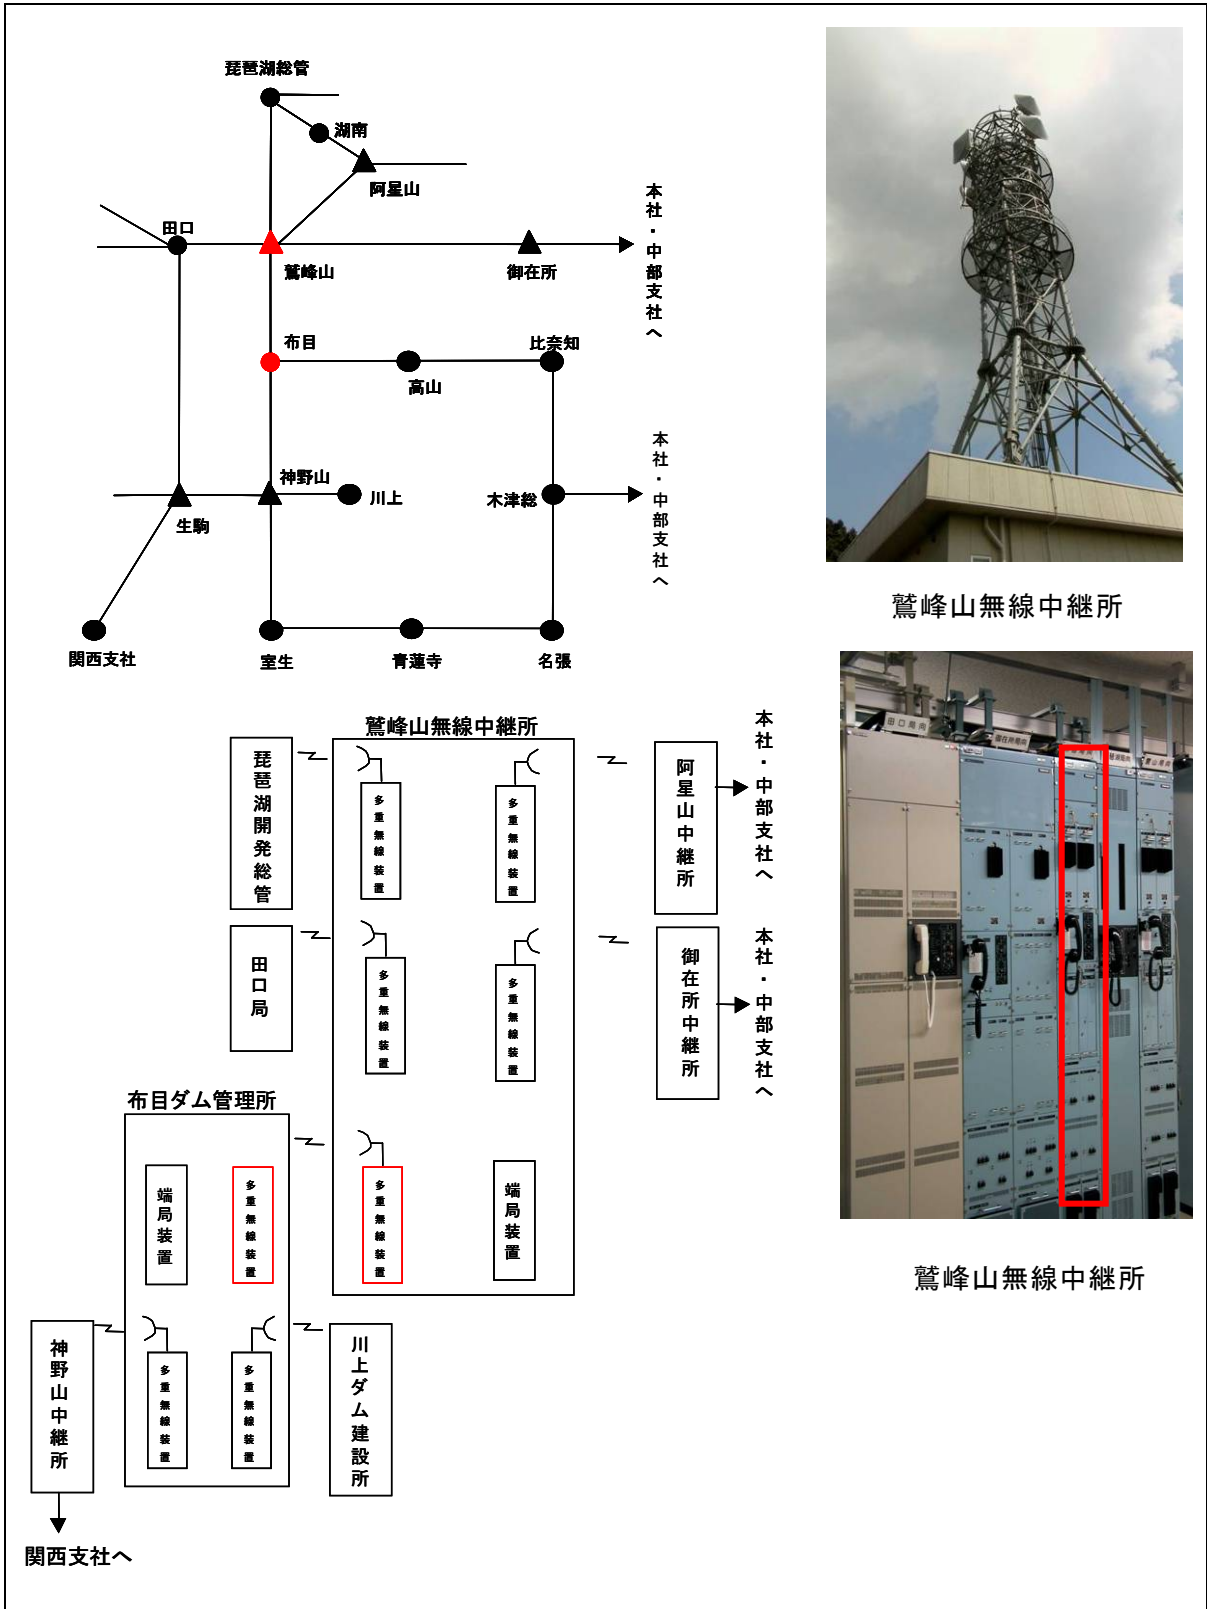 琵琶湖総管
湖南
阿星山
田口
鷲峰山
御在所
本社・中部支社へ
布目
比奈知
高山
神野山
川上
木津総
本社・中部支社へ
生駒
関西支社
室生
青蓮寺
名張
鷲峰山無線中継所
田口局向
御在所局向
鷲峰山無線中継所
鷲峰山無線中継所
琵琶湖開発総管
多重無線装置
多重無線装置
阿星山中継所
本社・中部支社へ
田口局
多重無線装置
多重無線装置
御在所中継所
本社・中部支社へ
布目ダム管理所
端局装置
多重無線装置
多重無線装置
端局装置
神野山中継所
多重無線装置
多重無線装置
川上ダム建設所
関西支社へ